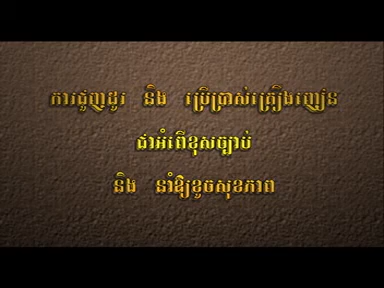 ការជួញដូរ និង ប្រើប្រាស់គ្រឿងញៀន
ជាអំពើខុសច្បាប់
និង នាំឱ្យខូចសុខភាព